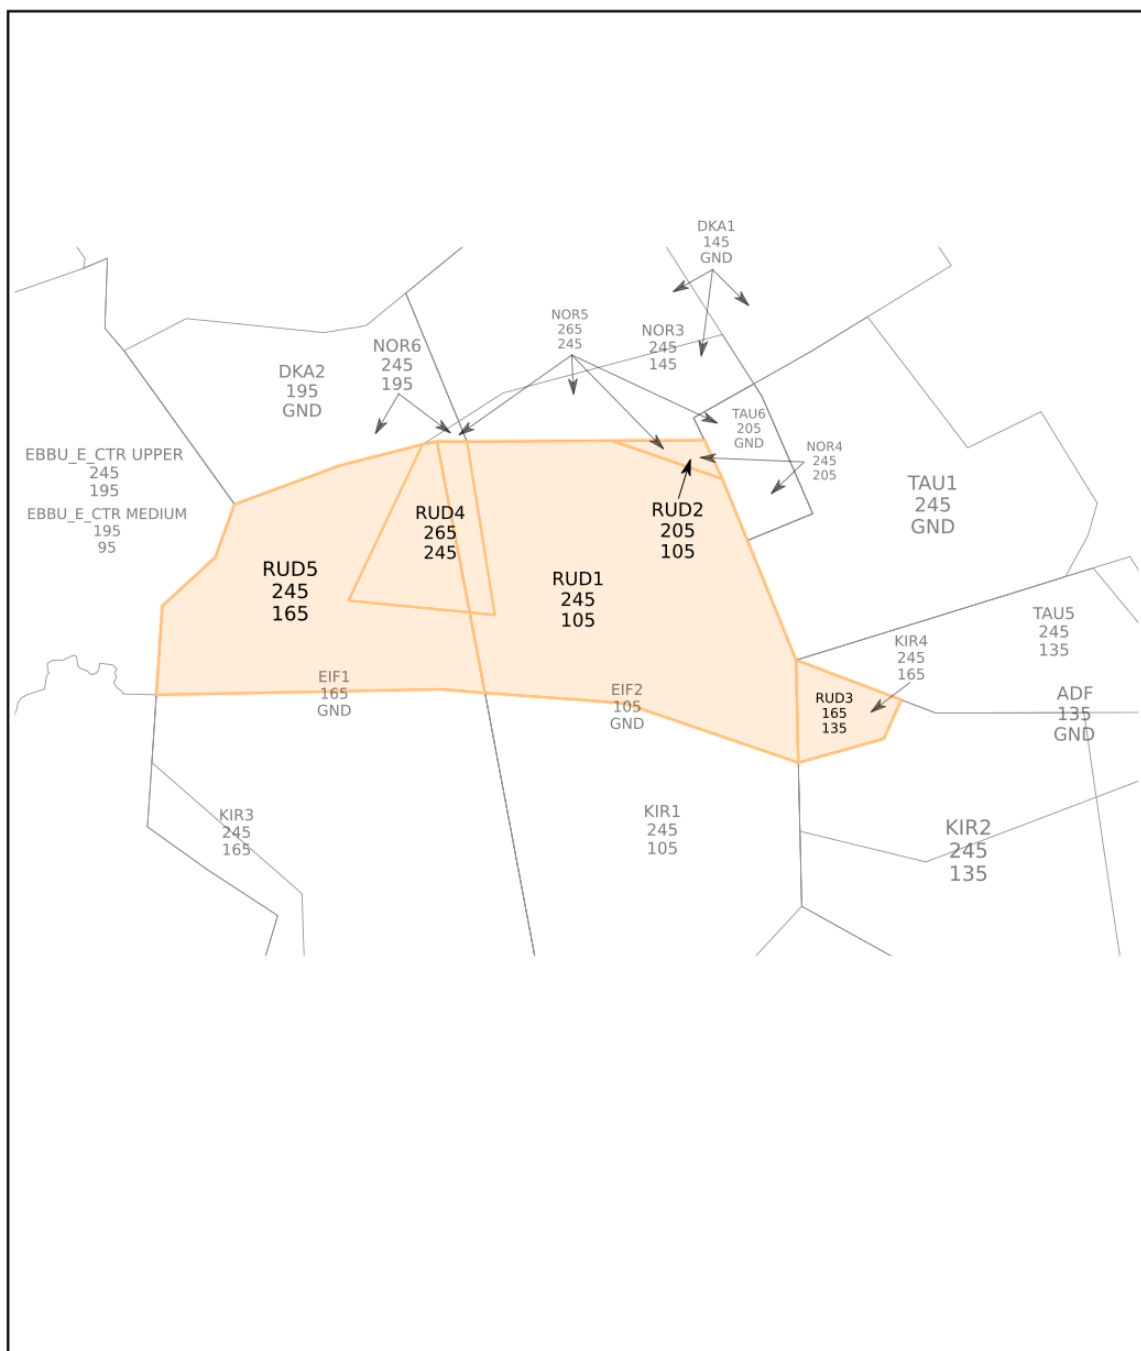 DKA1
145
GND
NOR5
265
245
NOR3
245
145
NOR6
245
195
DKA2
195
GND
TAU6
205
GND
NOR4
245
205
EBBU_E_CTR UPPER
245
195
EBBU_E_CTR MEDIUM
195
95
TAU1
245
GND
RUD4
265
245
RUD2
205
105
RUD5
245
165
RUD1
245
105
TAU5
245
135
KIR4
245
165
EIF1
165
GND
EIF2
105
GND
RUD3
165
135
ADF
135
GND
KIR3
245
165
KIR1
245
105
KIR2
245
135